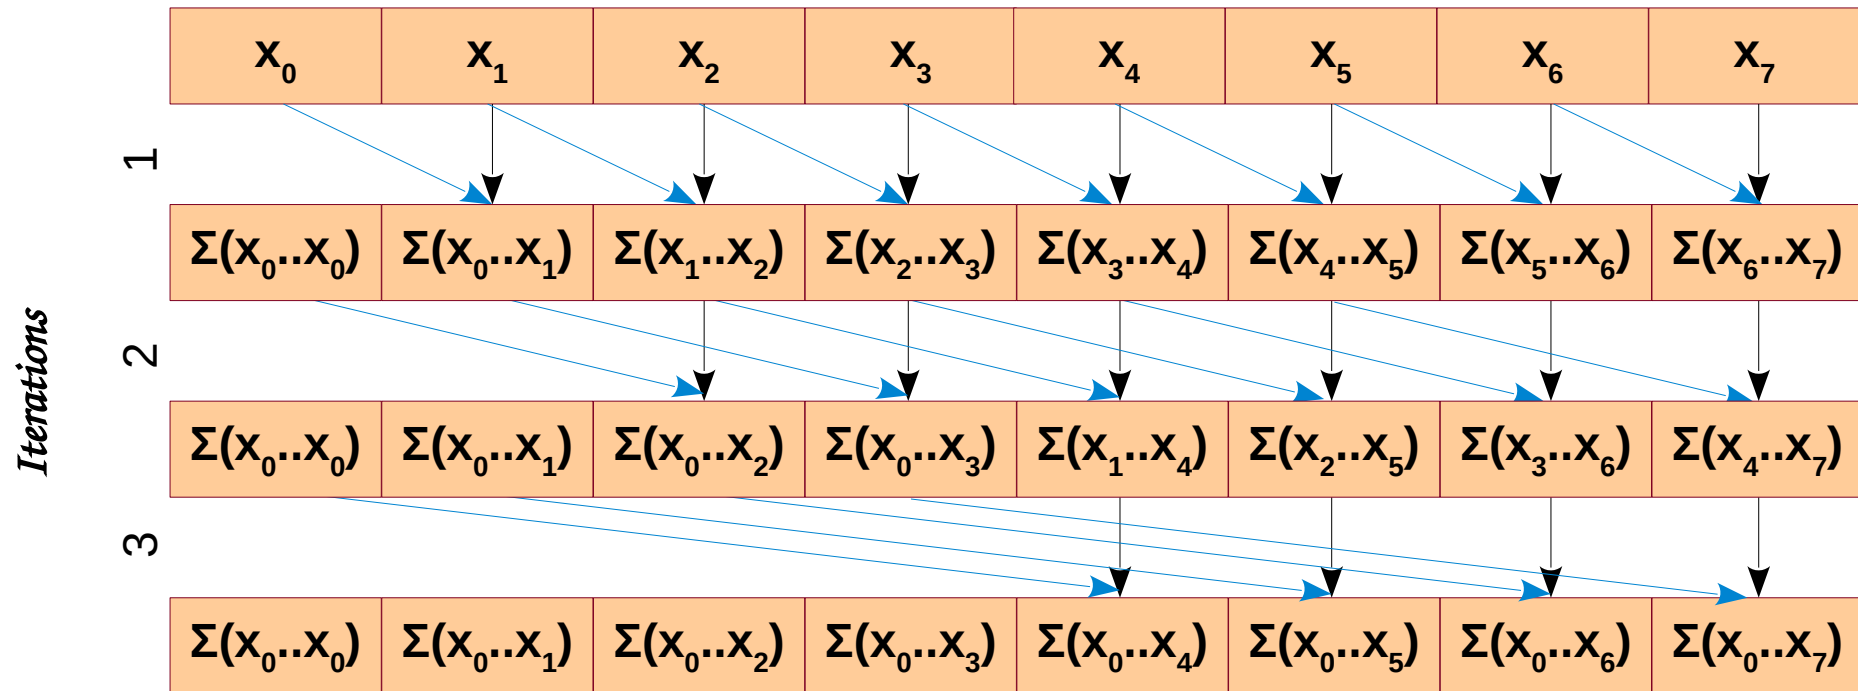 x₀ x₁ x₂ x₃ x₄ x₅ x₆ x₇
1
Σ(x₀..x₀) Σ(x₀..x₁) Σ(x₁..x₂) Σ(x₂..x₃) Σ(x₃..x₄) Σ(x₄..x₅) Σ(x₅..x₆) Σ(x₆..x₇)
Iterations
2
Σ(x₀..x₀) Σ(x₀..x₁) Σ(x₀..x₂) Σ(x₀..x₃) Σ(x₁..x₄) Σ(x₂..x₅) Σ(x₃..x₆) Σ(x₄..x₇)
3
Σ(x₀..x₀) Σ(x₀..x₁) Σ(x₀..x₂) Σ(x₀..x₃) Σ(x₀..x₄) Σ(x₀..x₅) Σ(x₀..x₆) Σ(x₀..x₇)